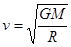 v = √(GM/R)